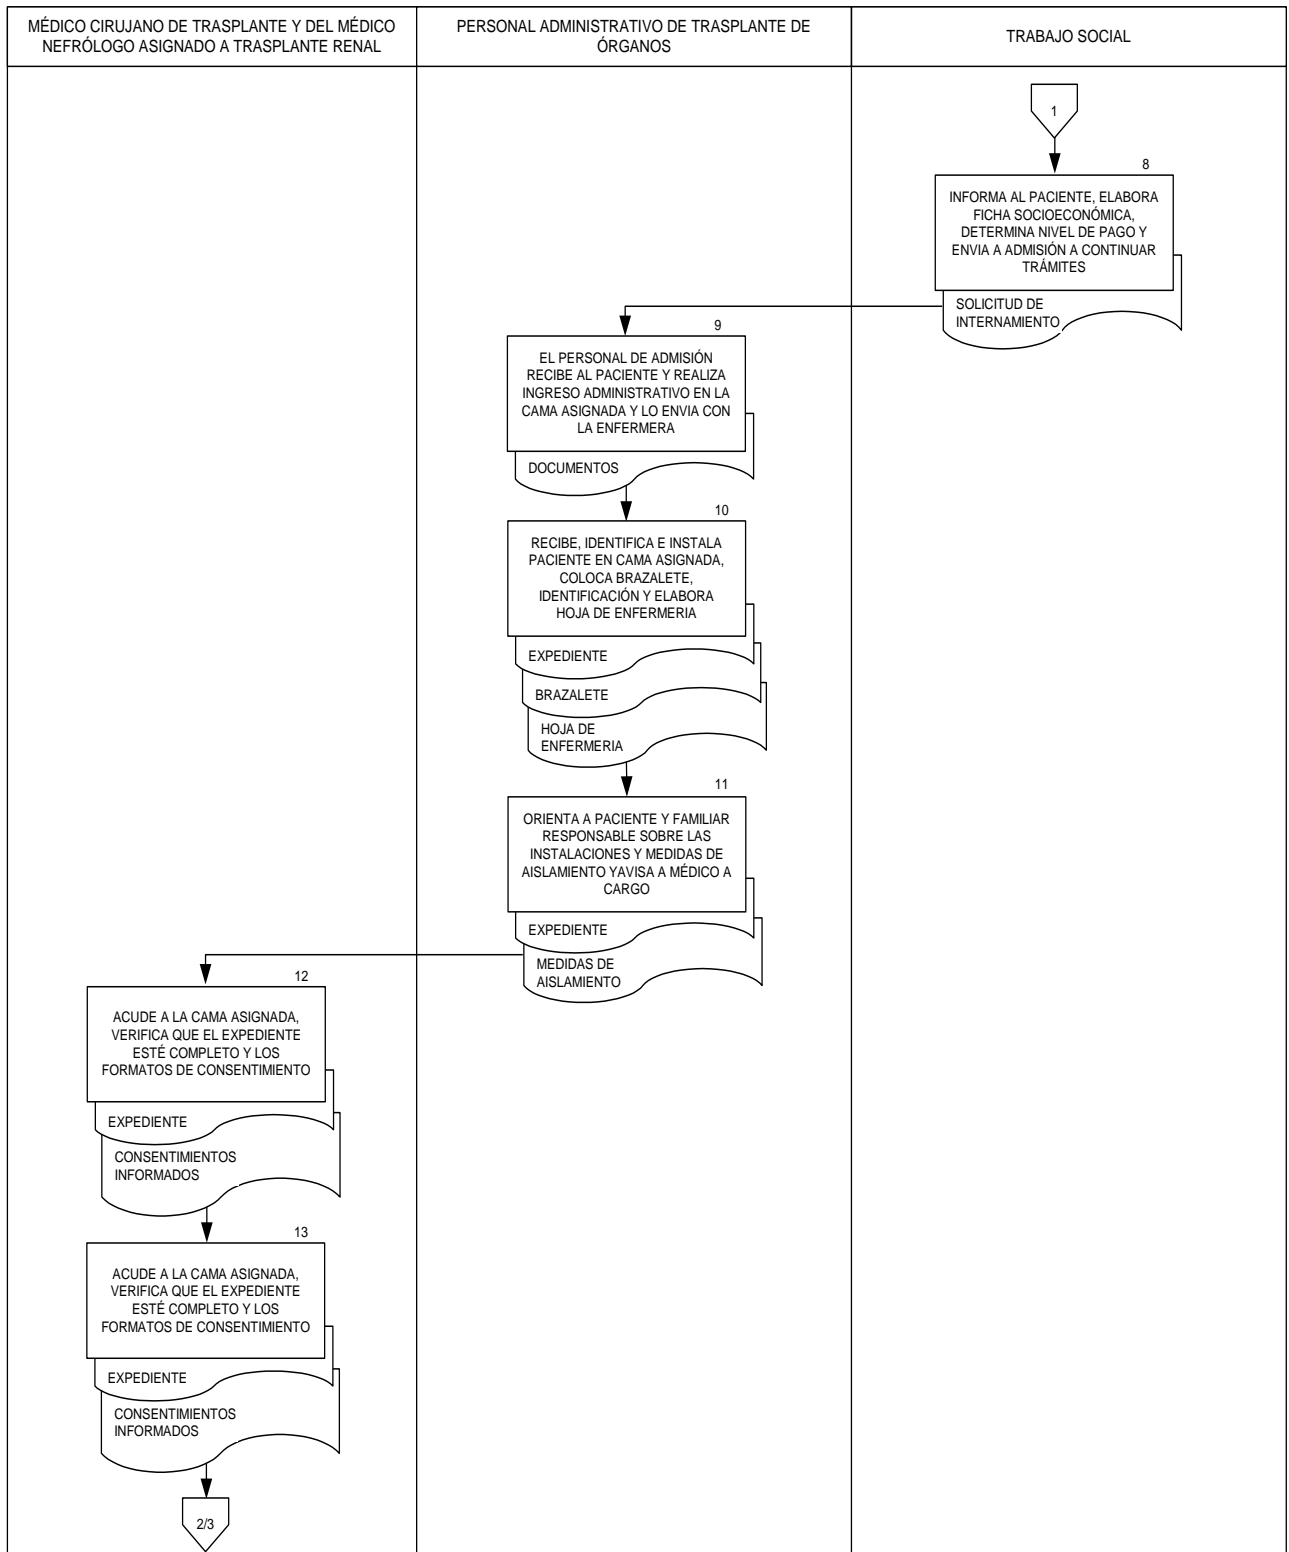 MÉDICO CIRUJANO DE TRASPLANTE Y DEL MÉDICO
NEFRÓLOGO ASIGNADO A TRASPLANTE RENAL
PERSONAL ADMINISTRATIVO DE TRASPLANTE DE
ÓRGANOS
TRABAJO SOCIAL
1
8
INFORMA AL PACIENTE, ELABORA
FICHA SOCIOECONÓMICA,
DETERMINA NIVEL DE PAGO Y
ENVIA A ADMISIÓN A CONTINUAR
TRÁMITES
SOLICITUD DE
INTERNAMIENTO
9
EL PERSONAL DE ADMISIÓN
RECIBE AL PACIENTE Y REALIZA
INGRESO ADMINISTRATIVO EN LA
CAMA ASIGNADA Y LO ENVIA CON
LA ENFERMERA
DOCUMENTOS
10
RECIBE, IDENTIFICA E INSTALA
PACIENTE EN CAMA ASIGNADA,
COLOCA BRAZALETE,
IDENTIFICACIÓN Y ELABORA
HOJA DE ENFERMERIA
EXPEDIENTE
BRAZALETE
HOJA DE
ENFERMERIA
11
ORIENTA A PACIENTE Y FAMILIAR
RESPONSABLE SOBRE LAS
INSTALACIONES Y MEDIDAS DE
AISLAMIENTO YAVISA A MÉDICO A
CARGO
EXPEDIENTE
MEDIDAS DE
AISLAMIENTO
12
ACUDE A LA CAMA ASIGNADA,
VERIFICA QUE EL EXPEDIENTE
ESTÉ COMPLETO Y LOS
FORMATOS DE CONSENTIMIENTO
EXPEDIENTE
CONSENTIMIENTOS
INFORMADOS
13
ACUDE A LA CAMA ASIGNADA,
VERIFICA QUE EL EXPEDIENTE
ESTÉ COMPLETO Y LOS
FORMATOS DE CONSENTIMIENTO
EXPEDIENTE
CONSENTIMIENTOS
INFORMADOS
2/3